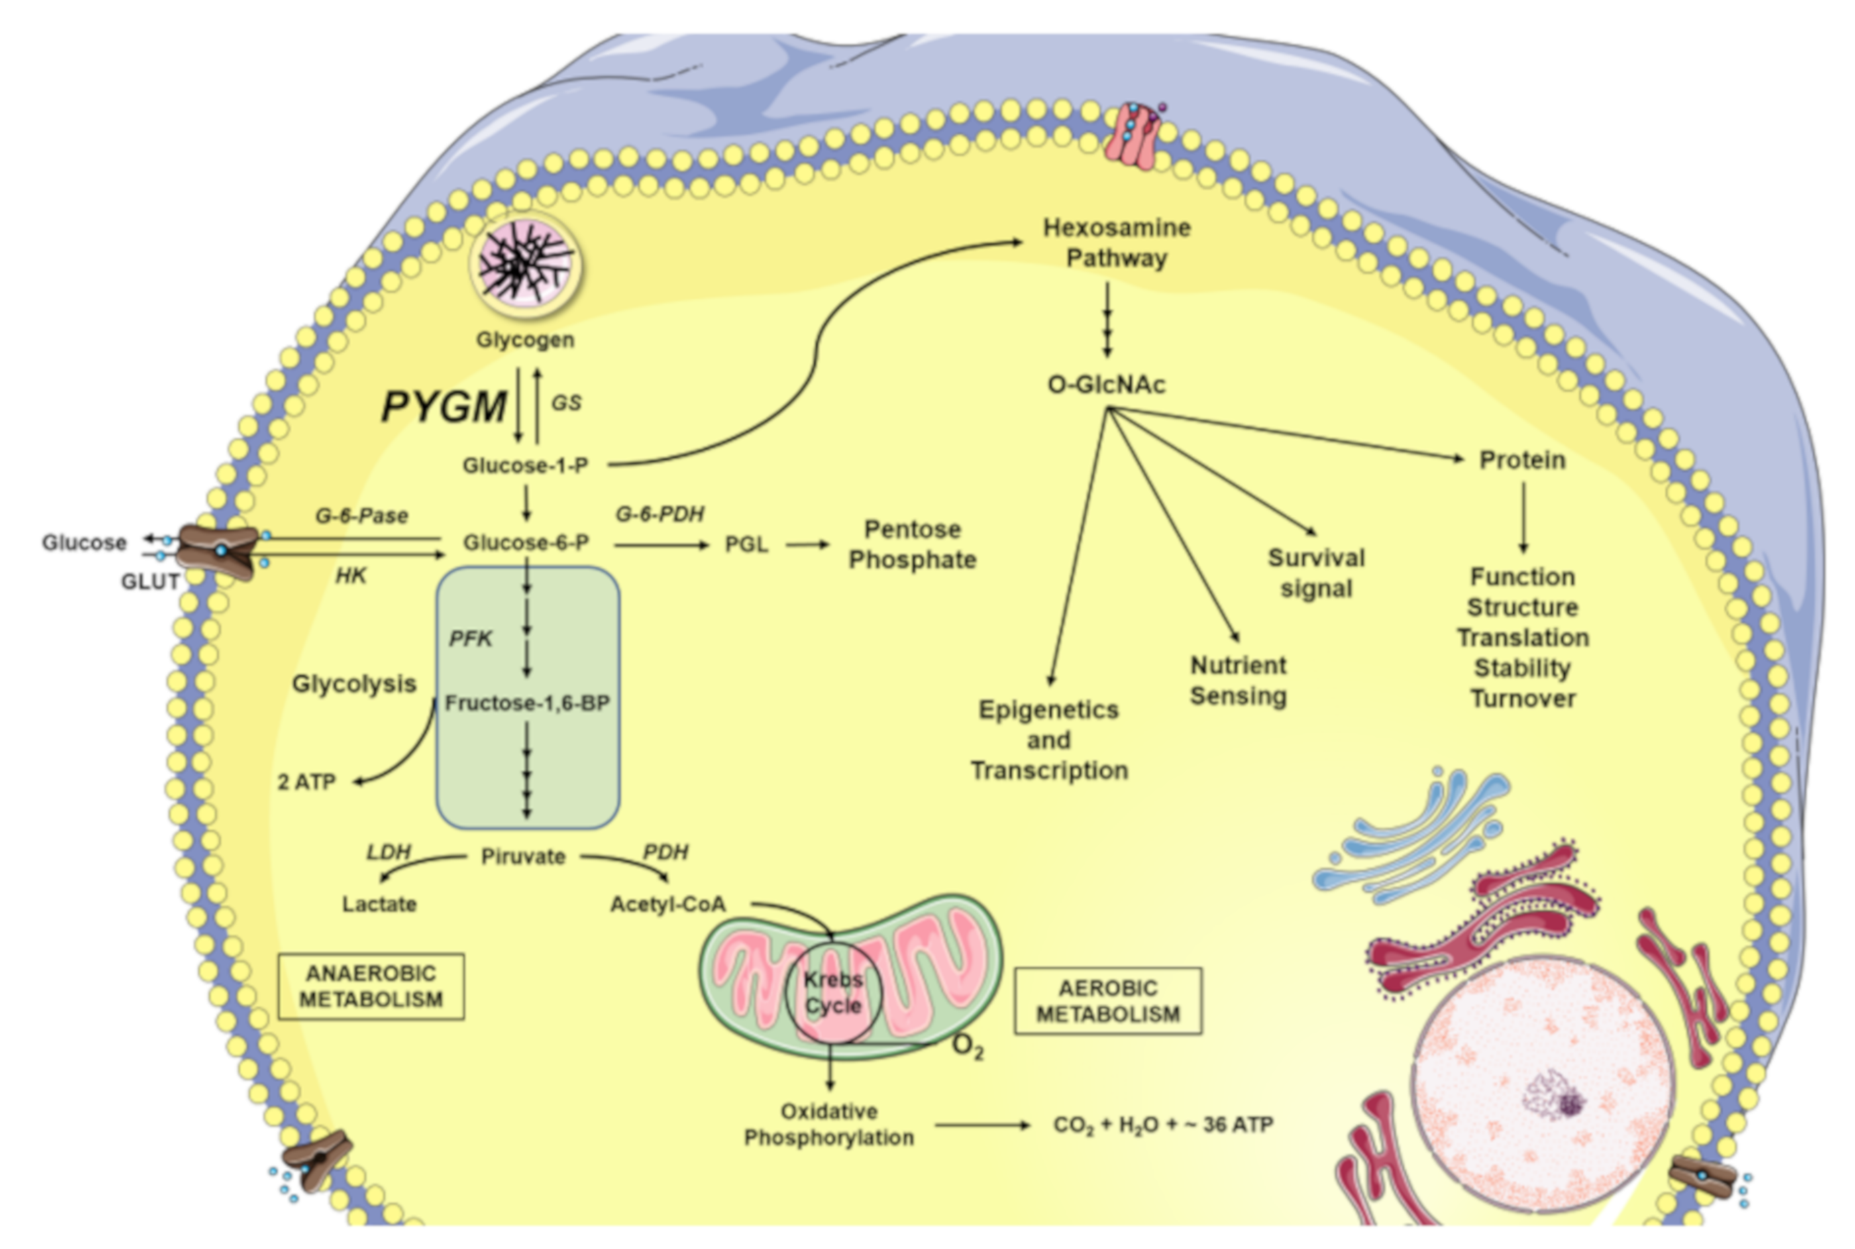 Hexosamine
Pathway
Glycogen
PYGM
GS
O-GlcNAc
Glucose-1-P
Protein
G-6-Pase
G-6-PDH
Glucose
Glucose-6-P
PGL
Pentose
Phosphate
GLUT
HK
Survival
signal
Function
Structure
Translation
Stability
Turnover
PFK
Glycolysis
Fructose-1,6-BP
Nutrient
Sensing
Epigenetics
and
Transcription
2 ATP
LDH
Piruvate
PDH
Lactate
Acetyl-CoA
ANAEROBIC
METABOLISM
Krebs
Cycle
AEROBIC
METABOLISM
O₂
Oxidative
Phosphorylation
CO₂ + H₂O + ~ 36 ATP